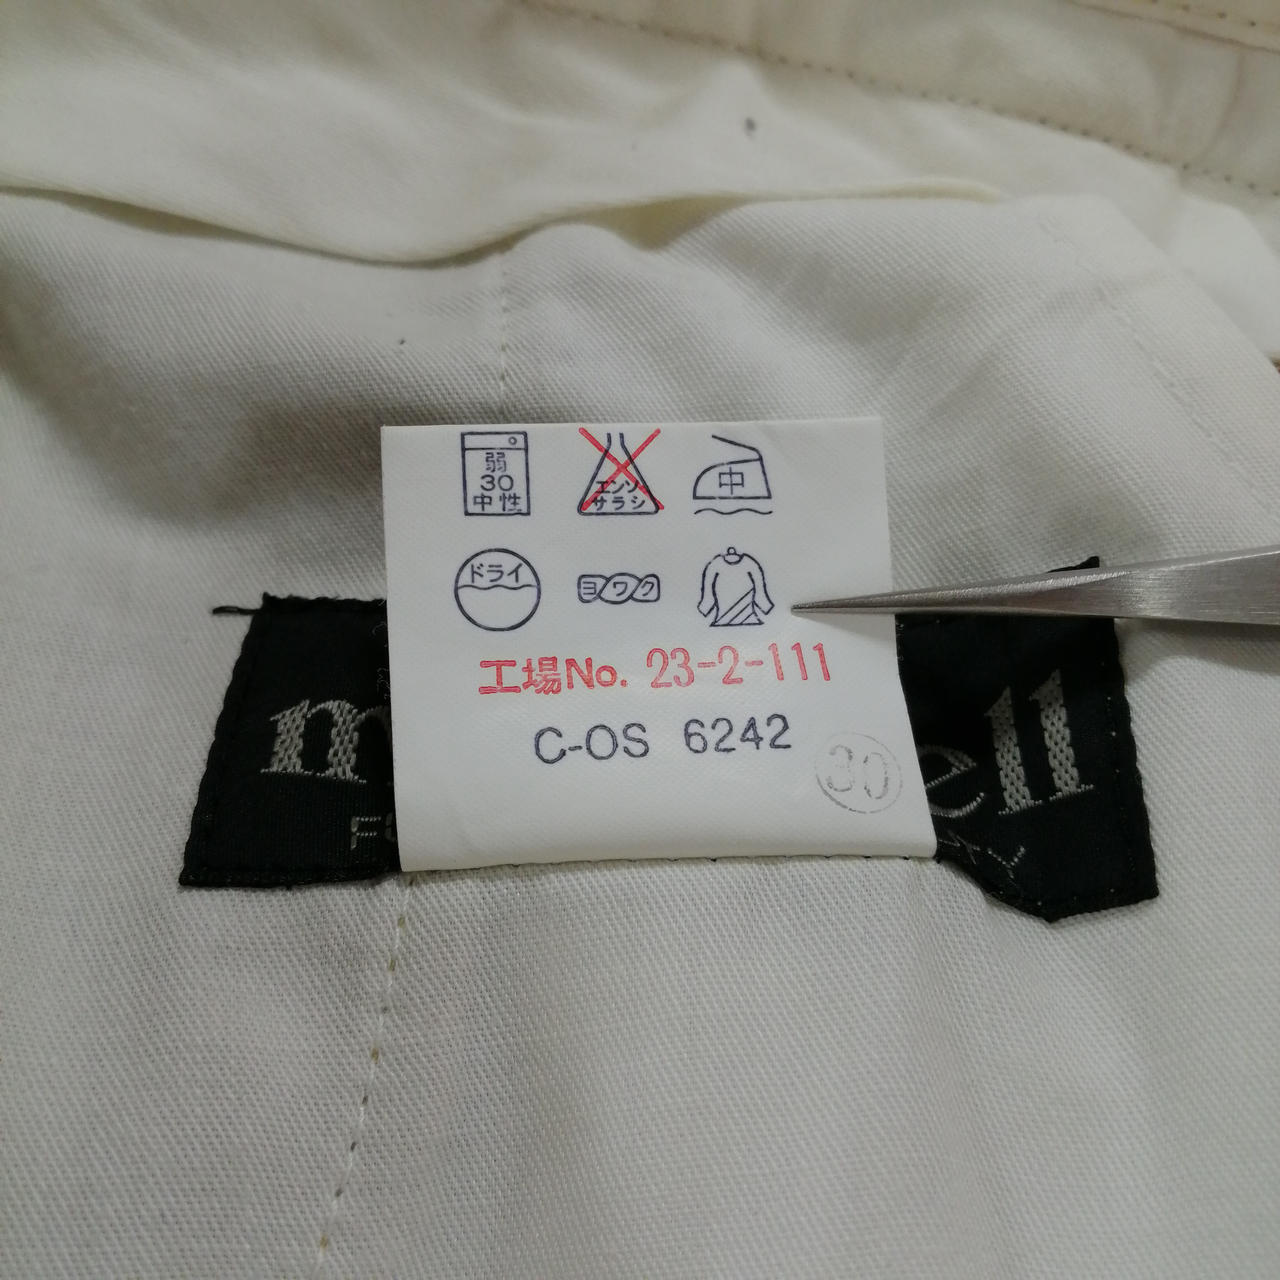 弱
30
中性
エンソ
サラシ
中
ドライ
ヨワク
工場No. 23-2-111
C-OS 6242
30